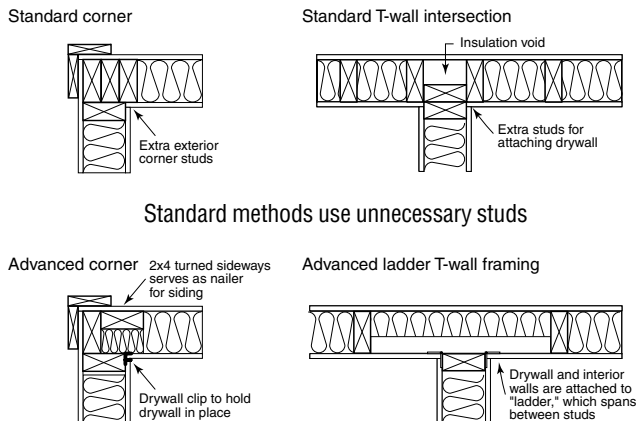 Standard corner
Standard T-wall intersection
Insulation void
Extra exterior
corner studs
Extra studs for
attaching drywall
Standard methods use unnecessary studs
Advanced corner
2x4 turned sideways
serves as nailer
for siding
Advanced ladder T-wall framing
Drywall clip to hold
drywall in place
Drywall and interior
walls are attached to
"ladder," which spans
between studs